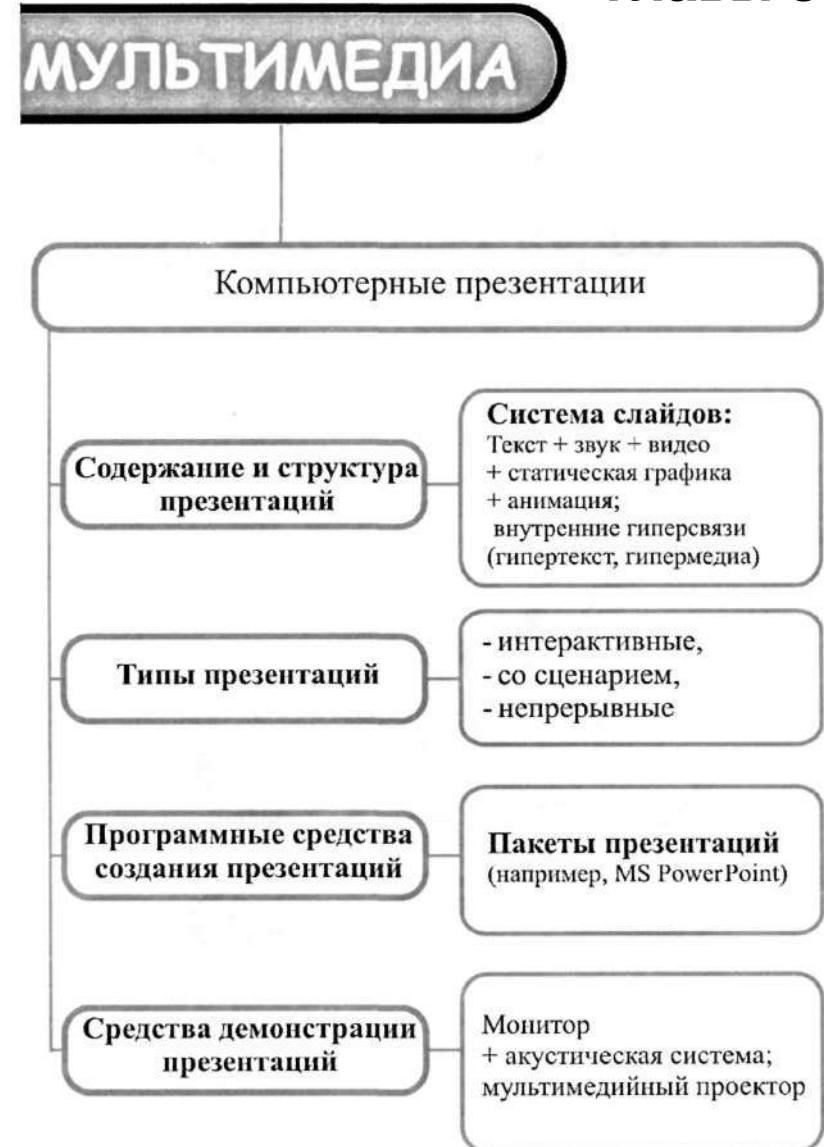 МУЛЬТИМЕДИА
Компьютерные презентации
Содержание и структура
презентаций
Система слайдов:
Текст + звук + видео
+ статическая графика
+ анимация;
внутренние гиперсвязи
(гипертекст, гипермедиа)
Типы презентаций
- интерактивные,
- со сценарием,
- непрерывные
Программные средства
создания презентаций
Пакеты презентаций
(например, MS PowerPoint)
Средства демонстрации
презентаций
Монитор
+ акустическая система;
мультимедийный проектор